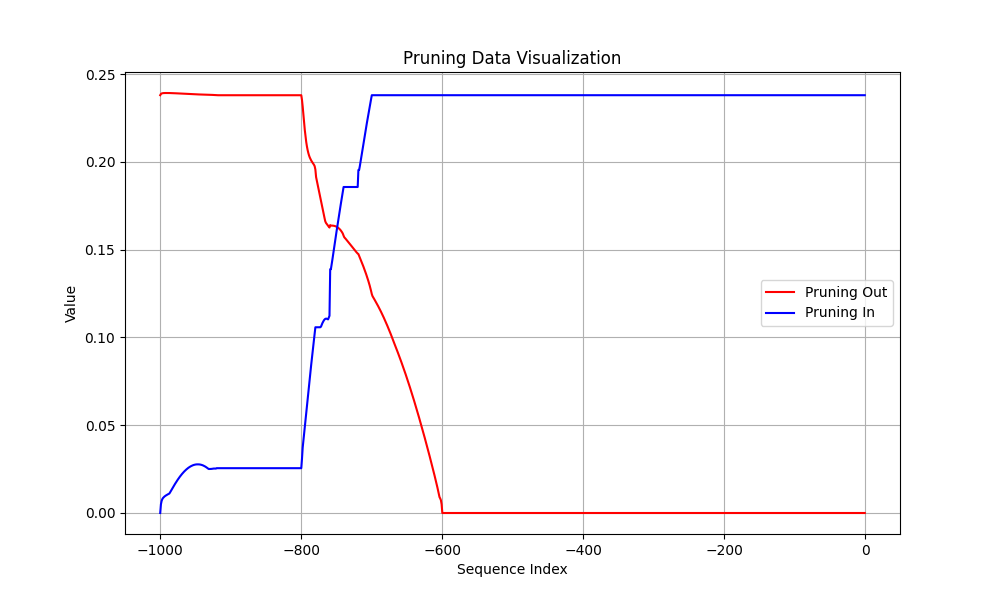 Pruning Data Visualization
0.25
0.20
0.15
0.10
0.05
0.00
Value
Pruning Out
Pruning In
−1000 −800 −600 −400 −200 0
Sequence Index